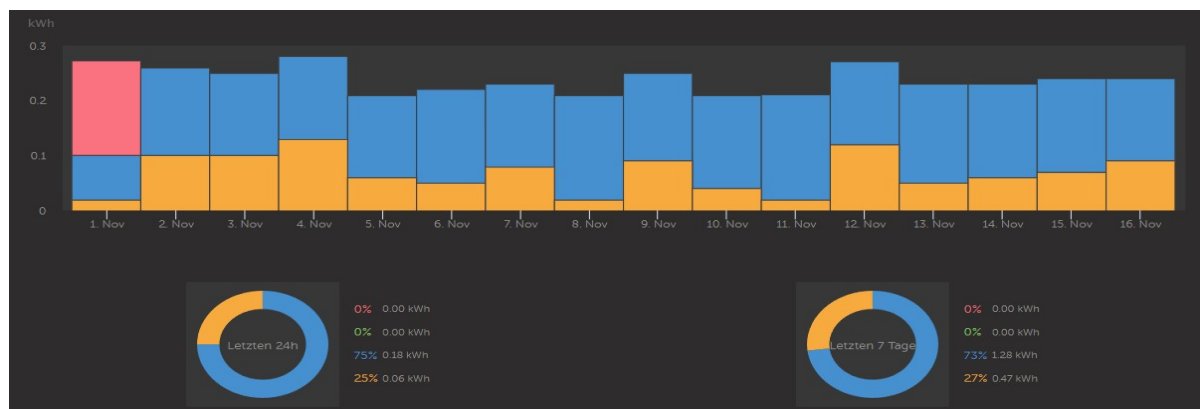 kWh
0.3
0.2
0.1
0
1. Nov 2. Nov 3. Nov 4. Nov 5. Nov 6. Nov 7. Nov 8. Nov 9. Nov 10. Nov 11. Nov 12. Nov 13. Nov 14. Nov 15. Nov 16. Nov
Letzten 24h
0% 0.00 kWh
0% 0.00 kWh
75% 0.18 kWh
25% 0.06 kWh
Letzten 7 Tage
0% 0.00 kWh
0% 0.00 kWh
73% 1.28 kWh
27% 0.47 kWh